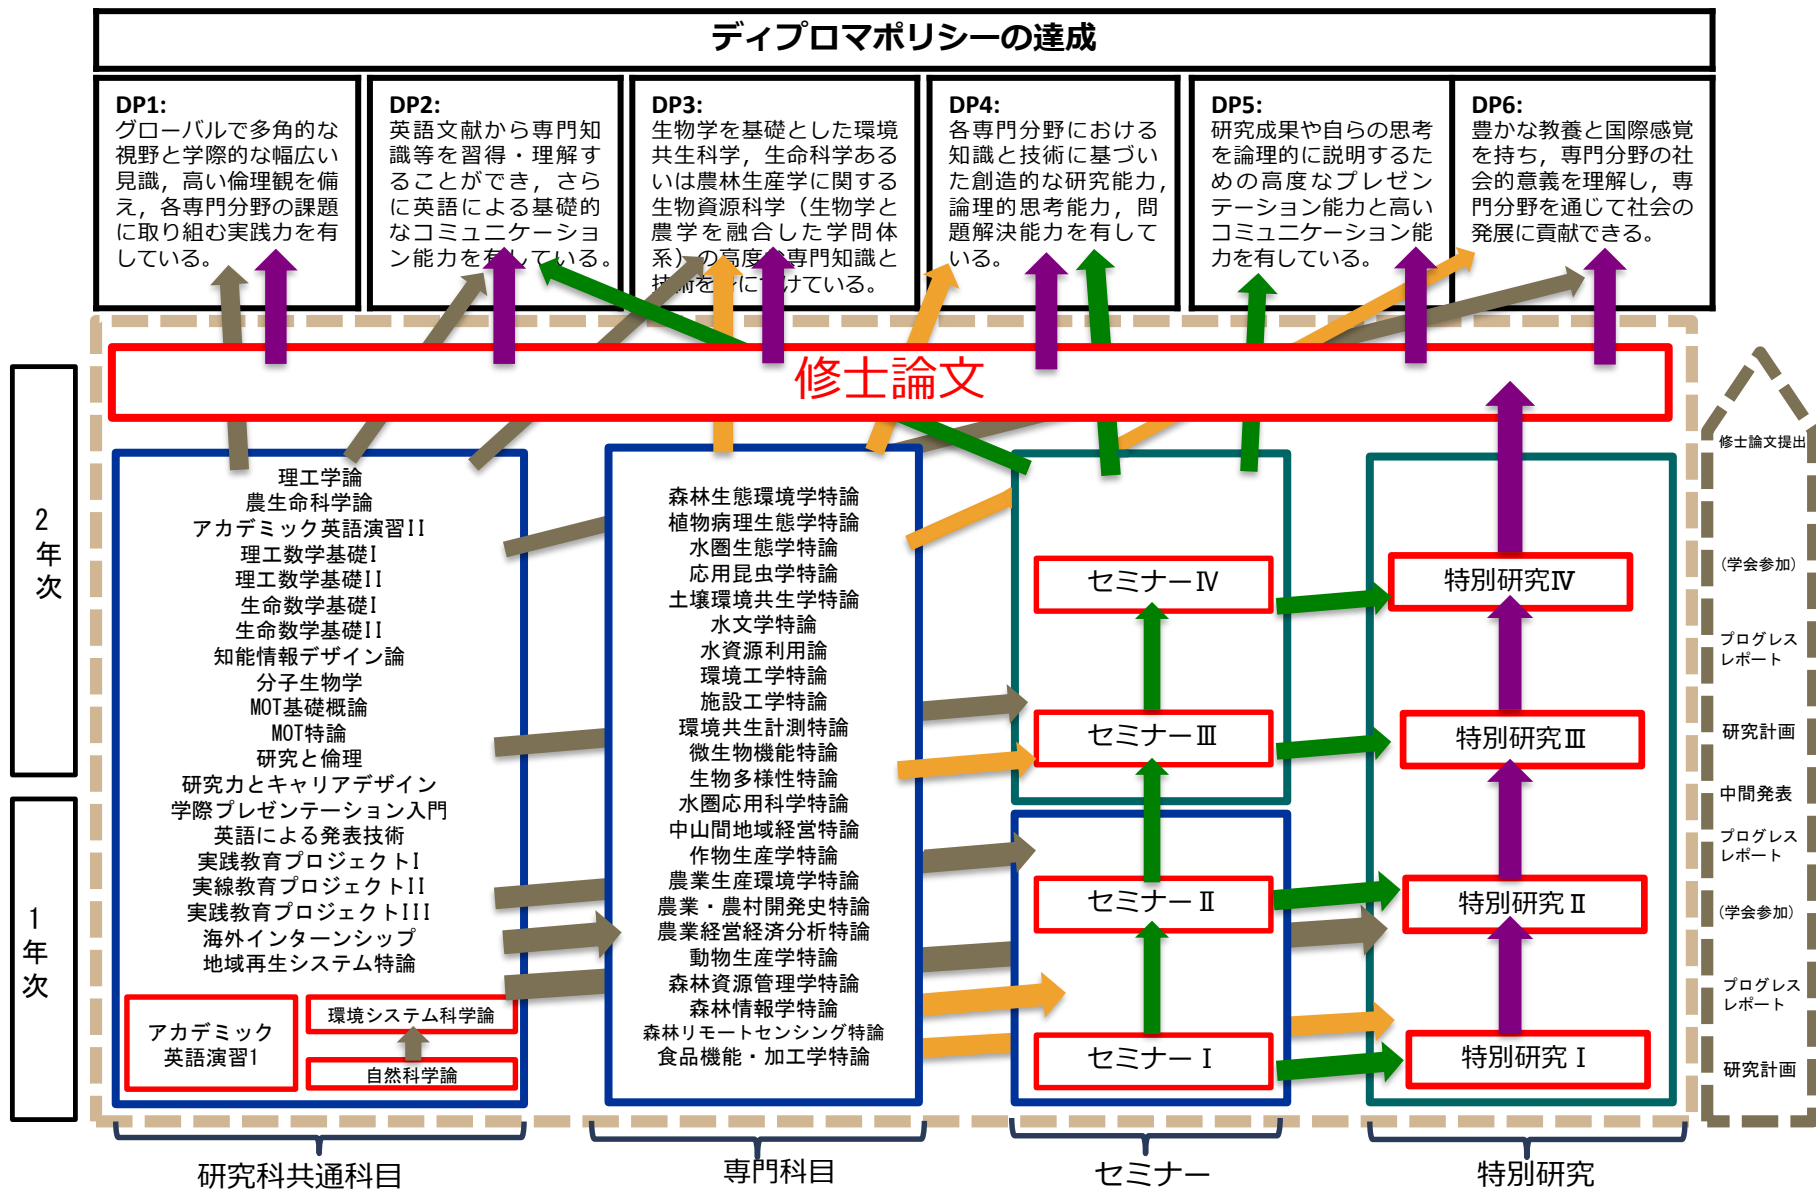 ディプロマポリシーの達成
DP1:
グローバルで多角的な
視野と学際的な幅広い
見識，高い倫理観を備
え，各専門分野の課題
に取り組む実践力を有
している。
DP2:
英語文献から専門知
識等を習得・理解す
ることができ，さら
に英語による基礎的
なコミュニケーショ
ン能力を有している。
DP3:
生物学を基礎とした環境
共生科学，生命科学ある
いは農林生産学に関する
生物資源科学（生物学と
農学を融合した学問体
系）の高度な専門知識と
技術を身につけている。
DP4:
各専門分野における
知識と技術に基づい
た創造的な研究能力，
論理的思考能力，問
題解決能力を有して
いる。
DP5:
研究成果や自らの思考
を論理的に説明するた
めの高度なプレゼン
テーション能力と高い
コミュニケーション能
力を有している。
DP6:
豊かな教養と国際感覚
を持ち，専門分野の社
会的意義を理解し，専
門分野を通じて社会の
発展に貢献できる。
修士論文
2
年
次
1
年
次
理工学論
農生命科学論
アカデミック英語演習II
理工数学基礎I
理工数学基礎II
生命数学基礎I
生命数学基礎II
知能情報デザイン論
分子生物学
MOT基礎概論
MOT特論
研究と倫理
研究力とキャリアデザイン
学際プレゼンテーション入門
英語による発表技術
実践教育プロジェクトI
実線教育プロジェクトII
実践教育プロジェクトIII
海外インターンシップ
地域再生システム特論
アカデミック
英語演習1
環境システム科学論
自然科学論
森林生態環境学特論
植物病理生態学特論
水圏生態学特論
応用昆虫学特論
土壌環境共生学特論
水文学特論
水資源利用論
環境工学特論
施設工学特論
環境共生計測特論
微生物機能特論
生物多様性特論
水圏応用科学特論
中山間地域経営特論
作物生産学特論
農業生産環境学特論
農業・農村開発史特論
農業経営経済分析特論
動物生産学特論
森林資源管理学特論
森林情報学特論
森林リモートセンシング特論
食品機能・加工学特論
セミナーⅣ
セミナーⅢ
セミナーⅡ
セミナーⅠ
特別研究Ⅳ
特別研究Ⅲ
特別研究Ⅱ
特別研究Ⅰ
修士論文提出
(学会参加)
プログレス
レポート
研究計画
中間発表
プログレス
レポート
(学会参加)
プログレス
レポート
研究計画
研究科共通科目
専門科目
セミナー
特別研究